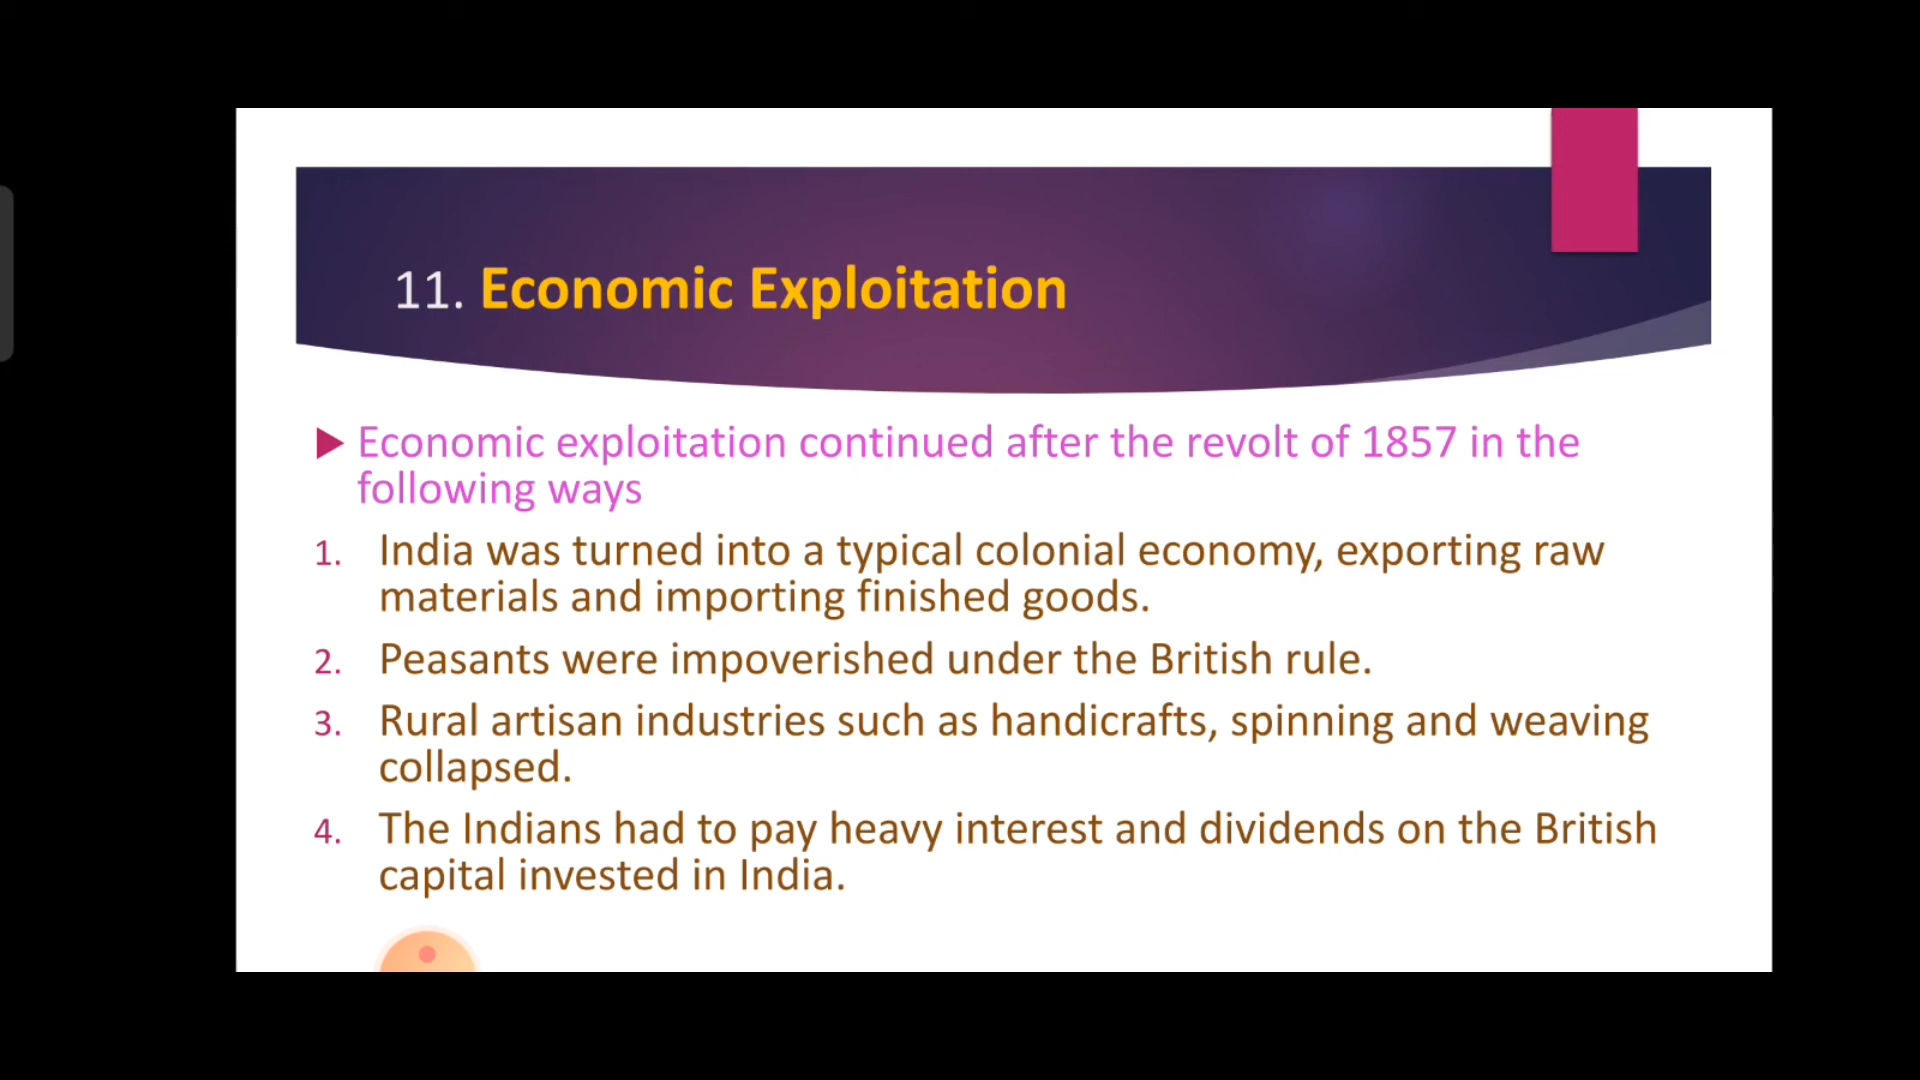 11. Economic Exploitation
Economic exploitation continued after the revolt of 1857 in the
following ways
1. India was turned into a typical colonial economy, exporting raw
materials and importing finished goods.
2. Peasants were impoverished under the British rule.
3. Rural artisan industries such as handicrafts, spinning and weaving
collapsed.
4. The Indians had to pay heavy interest and dividends on the British
capital invested in India.